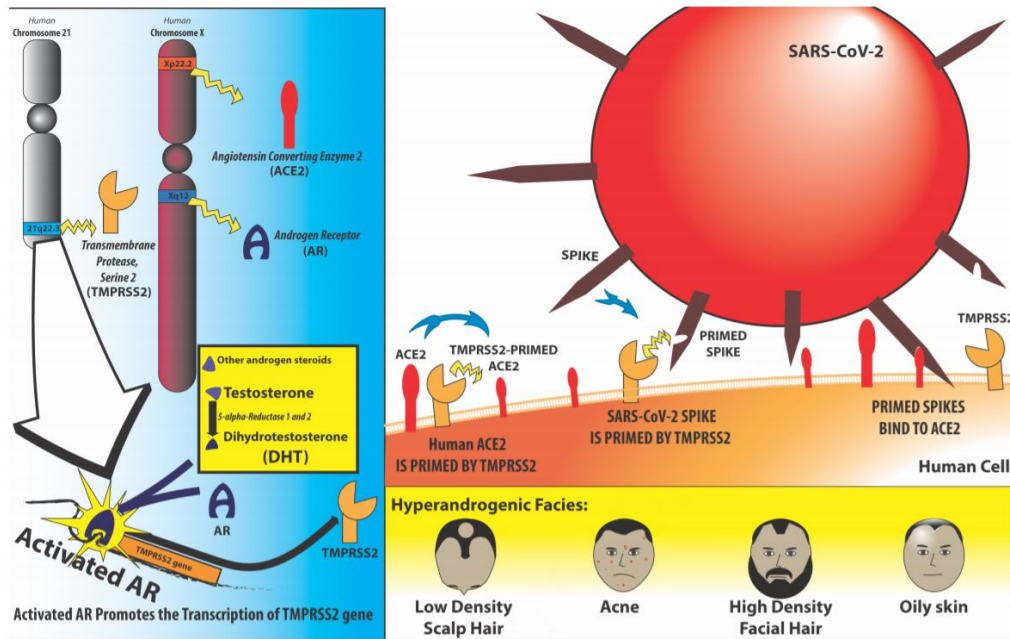 Human
Chromosome 21
Human
Chromosome X
Xp22.2
Angiotensin Converting Enzyme 2
(ACE2)
Xq12
21q22.3
Androgen Receptor
(AR)
Transmembrane
Protease,
Serine 2
(TMPRSS2)
Other androgen steroids
Testosterone
5-alpha-Reductase 1 and 2
Dihydrotestosterone
(DHT)
AR
TMPRSS2
TMPRSS2 gene
Activated AR
Activated AR Promotes the Transcription of TMPRSS2 gene
SARS-CoV-2
SPIKE
PRIMED
SPIKE
TMPRSS2
ACE2
TMPRSS2-PRIMED
ACE2
Human ACE2
IS PRIMED BY TMPRSS2
SARS-CoV-2 SPIKE
IS PRIMED BY TMPRSS2
PRIMED SPIKES
BIND TO ACE2
Human Cell
Hyperandrogenic Facies:
Low Density
Scalp Hair
Acne
High Density
Facial Hair
Oily skin